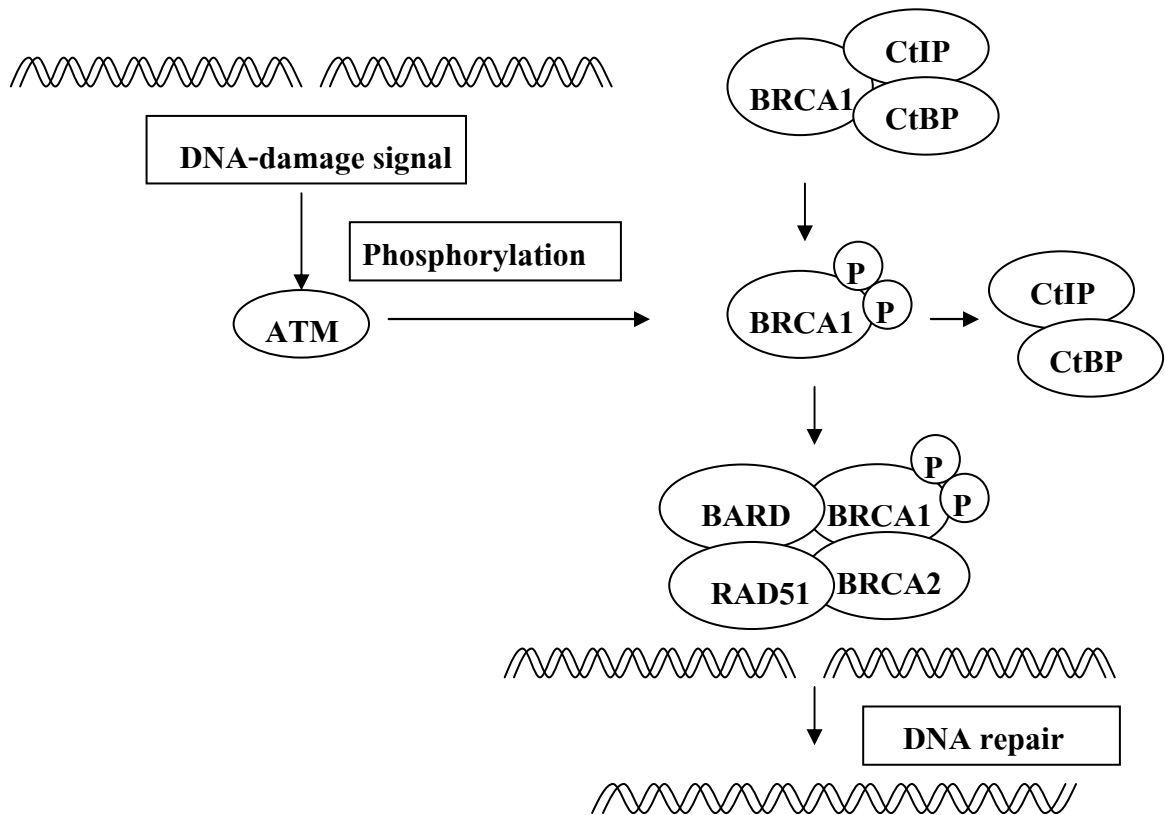 CtIP
BRCA1
CtBP
DNA-damage signal
Phosphorylation
P
P
ATM
BRCA1
CtIP
CtBP
P
P
BARD
BRCA1
RAD51
BRCA2
DNA repair